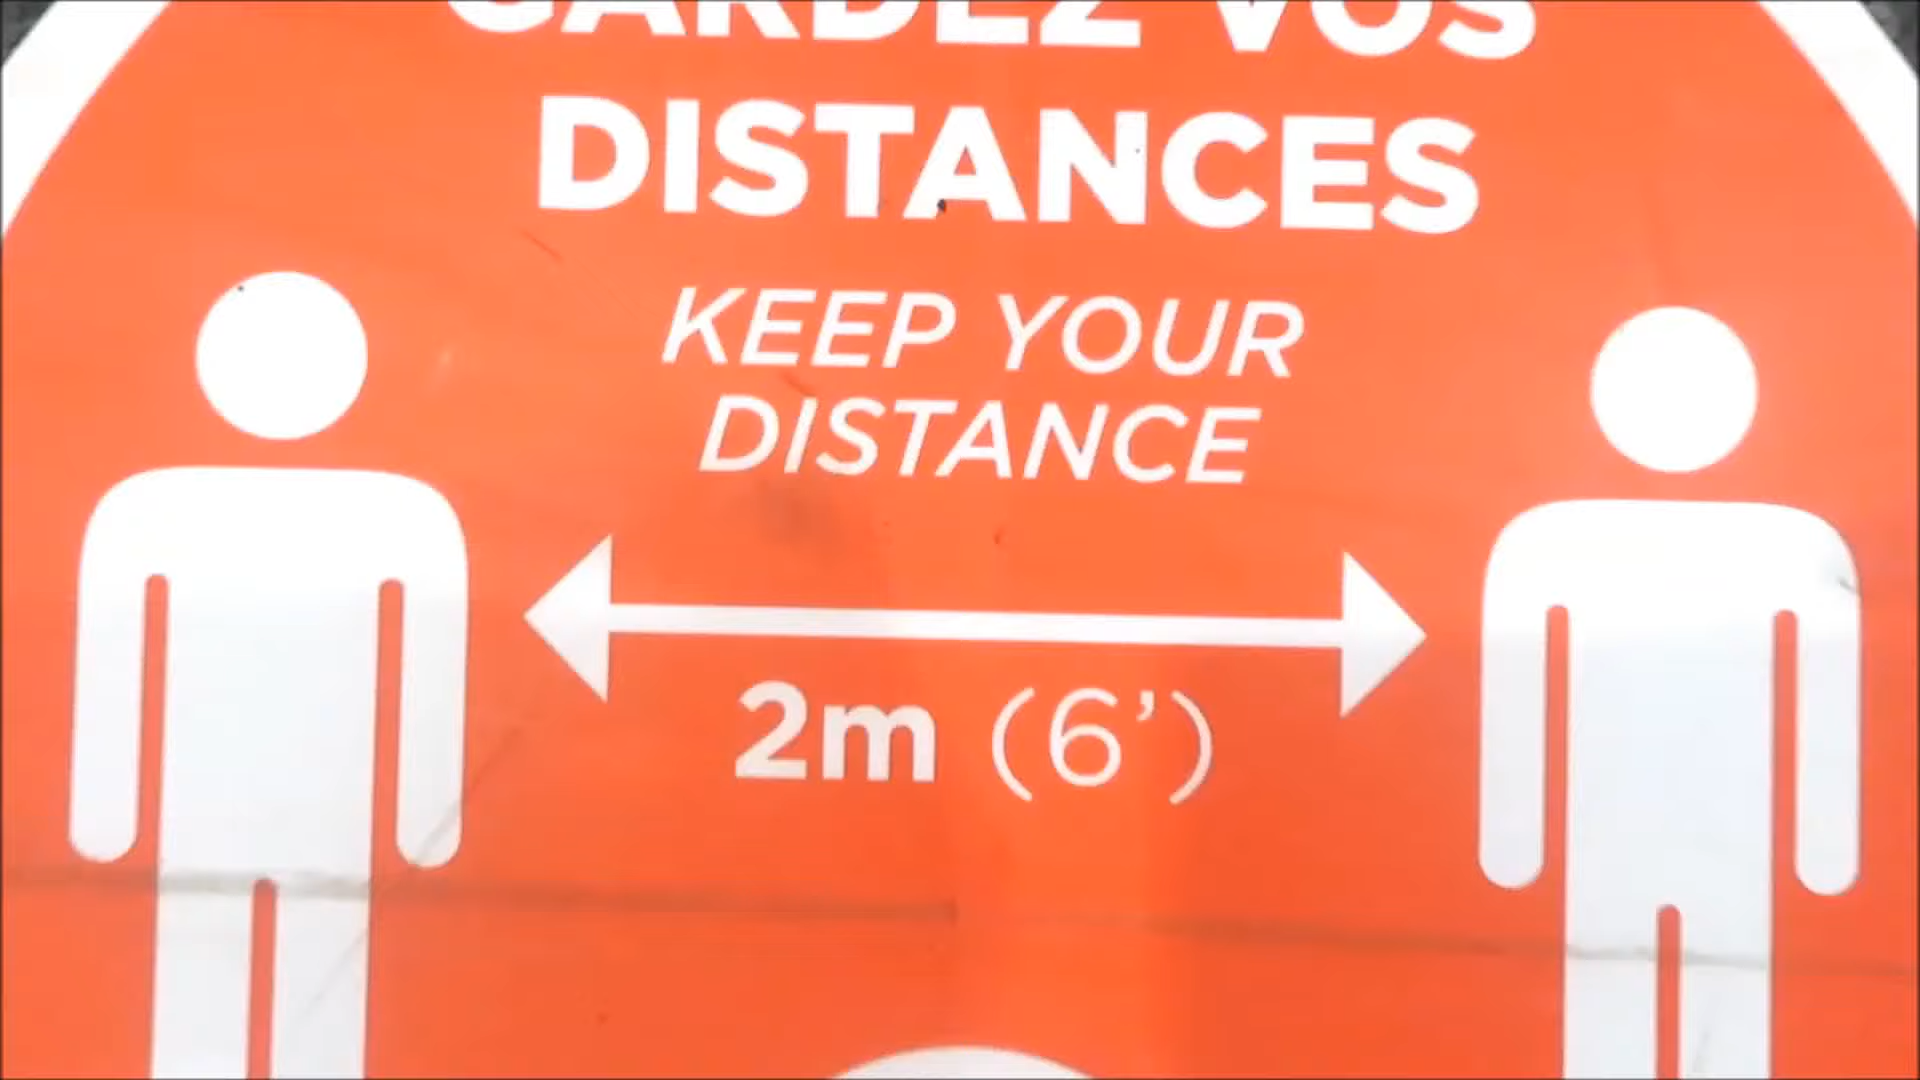 GARDEZ VOS
DISTANCES
KEEP YOUR
DISTANCE
2m (6')